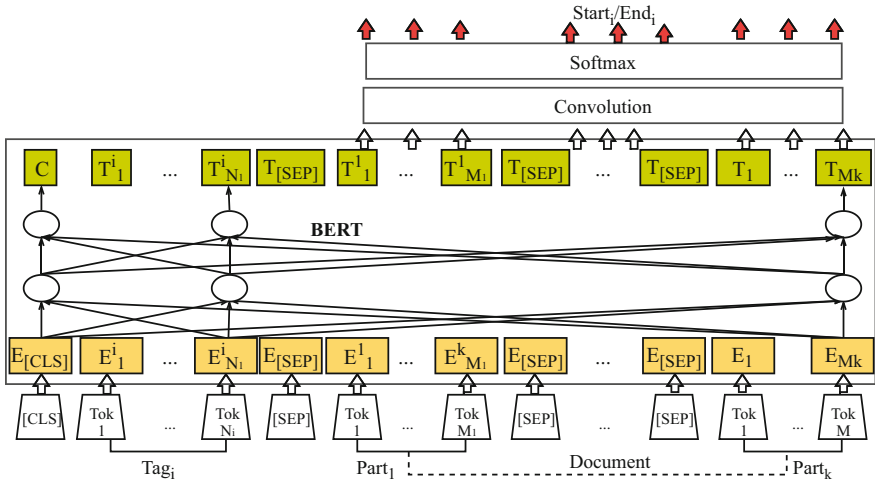 Start_i/End_i
Softmax
Convolution
C T^i_1 ... T^i_{N_1} T_[SEP] T^1_1 ... T^1_{M_1} T_[SEP] ... T_[SEP] T_1 ... T_{Mk}
BERT
E_[CLS] E^i_1 ... E^i_{N_1} E_[SEP] E^1_1 ... E^k_{M_1} E_[SEP] ... E_[SEP] E_1 ... E_{Mk}
[CLS] Tok 1 ... Tok N_i [SEP] Tok 1 ... Tok M_1 [SEP] ... [SEP] Tok 1 ... Tok M
Tag_i Part_1 Document Part_k